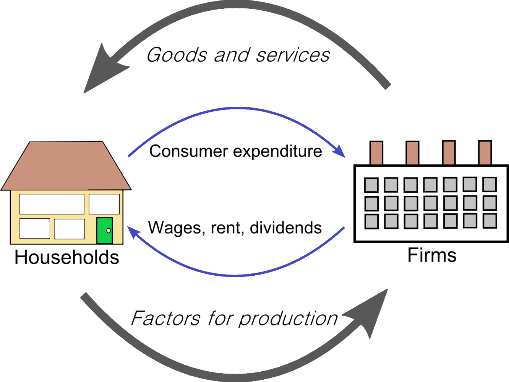 Goods and services
Consumer expenditure
Wages, rent, dividends
Households
Firms
Factors for production